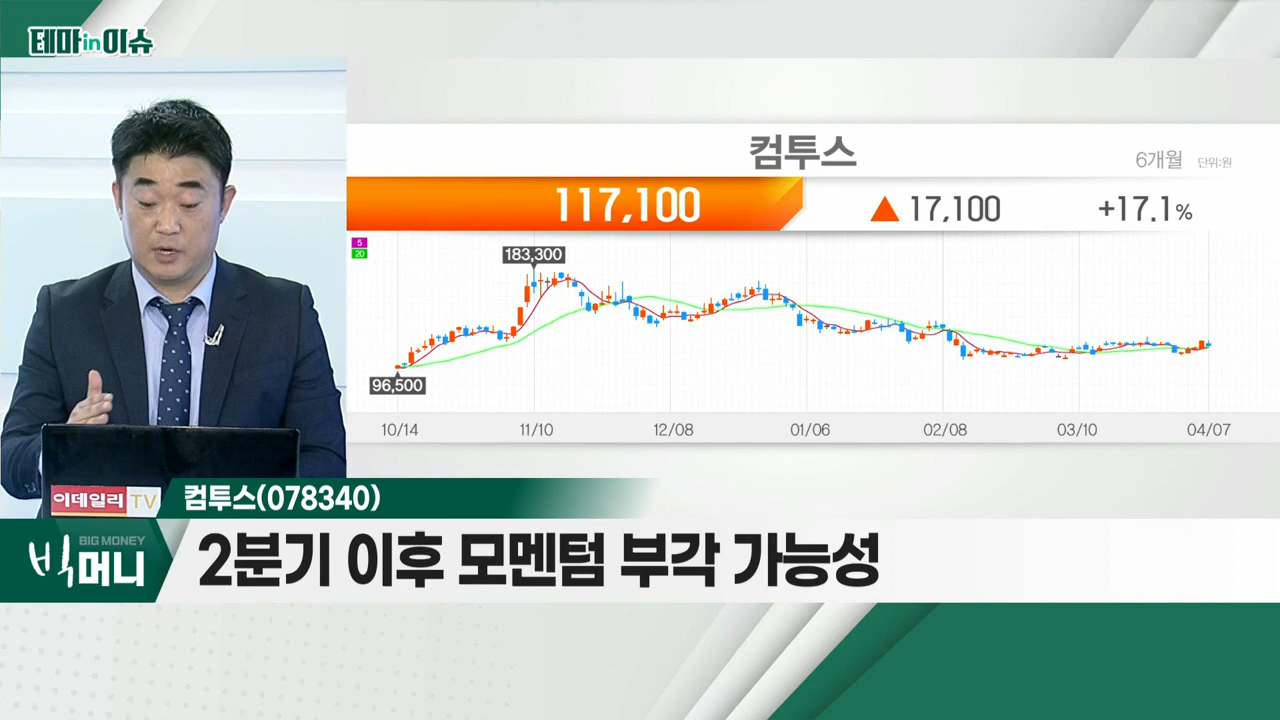 테마in이슈
컴투스
6개월 단위:원
117,100 ▲ 17,100 +17.1%
5
20
183,300
96,500
10/14 11/10 12/08 01/06 02/08 03/10 04/07
이데일리 TV
컴투스(078340)
BIG MONEY
빅머니
2분기 이후 모멘텀 부각 가능성